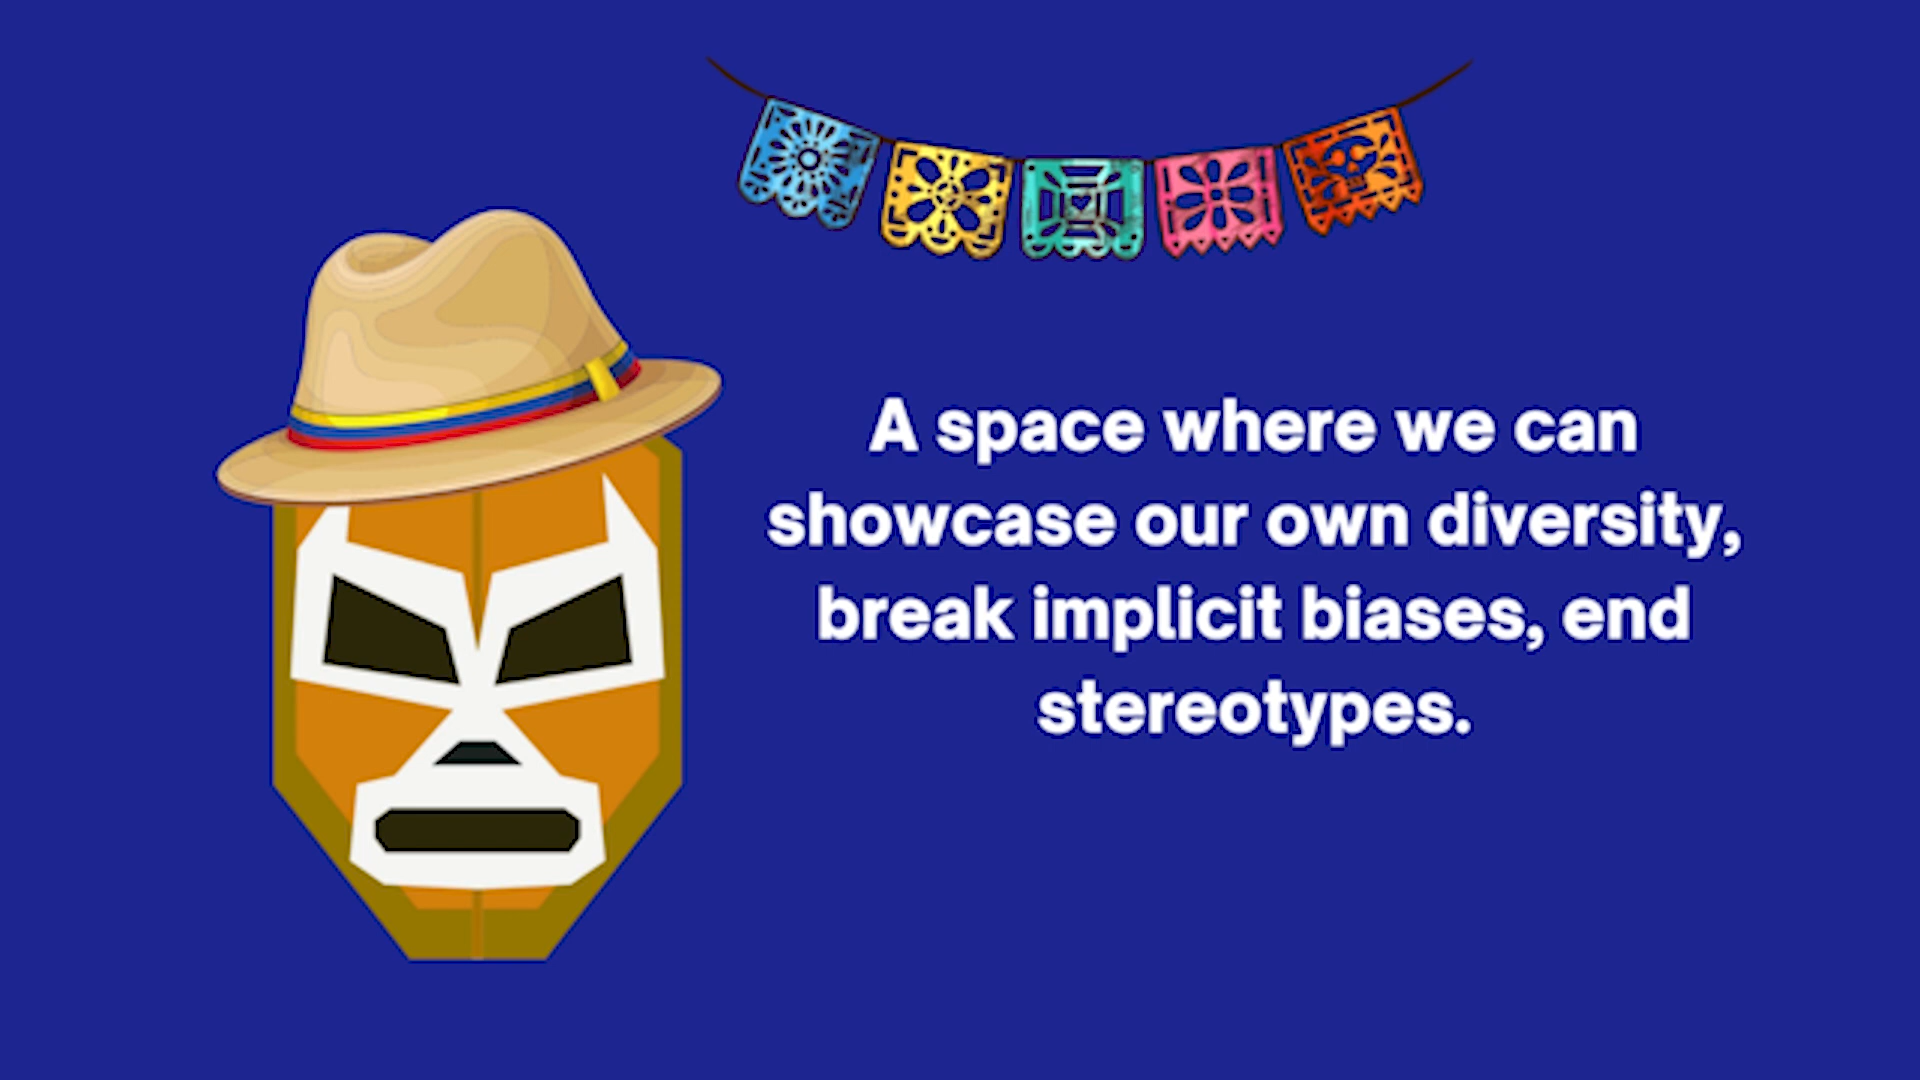 A space where we can
showcase our own diversity,
break implicit biases, end
stereotypes.